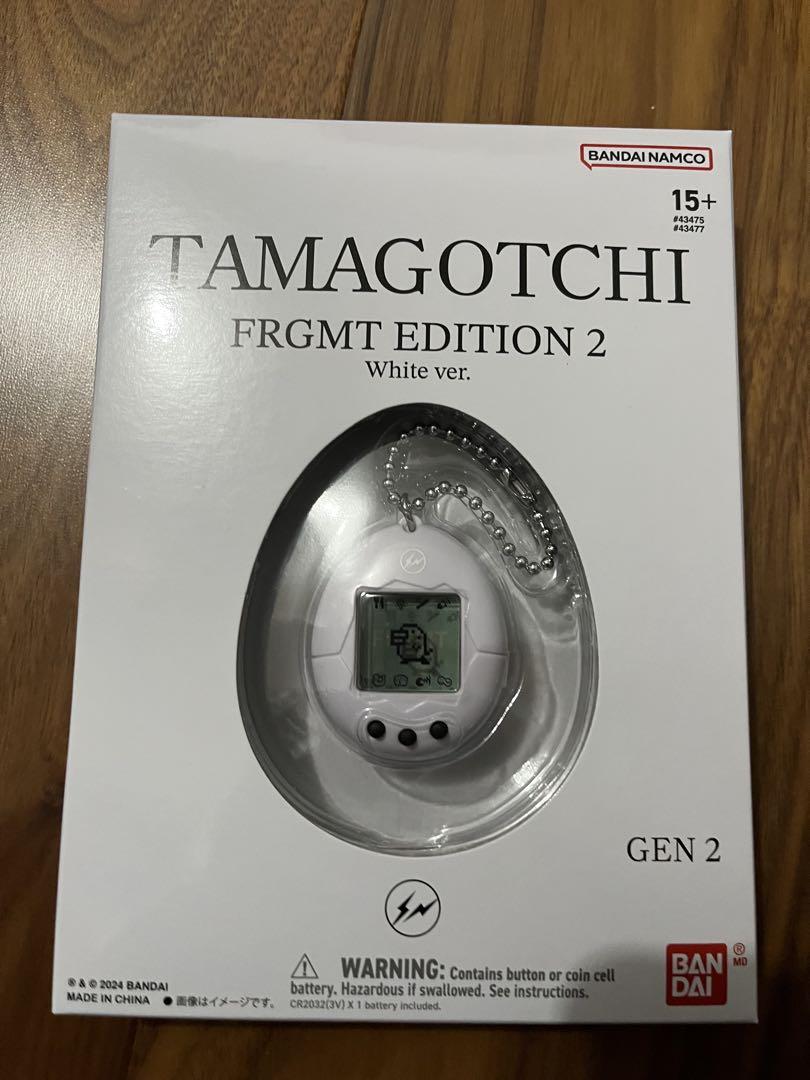 BANDAI NAMCO
15+
#43475
#43477
TAMAGOTCHI
FRGMT EDITION 2
White ver.
GEN 2
WARNING: Contains button or coin cell
battery. Hazardous if swallowed. See instructions.
CR2032(3V) X 1 battery included.
® & © 2024 BANDAI
MADE IN CHINA ● 画像はイメージです。
BAN
DAI
® MD